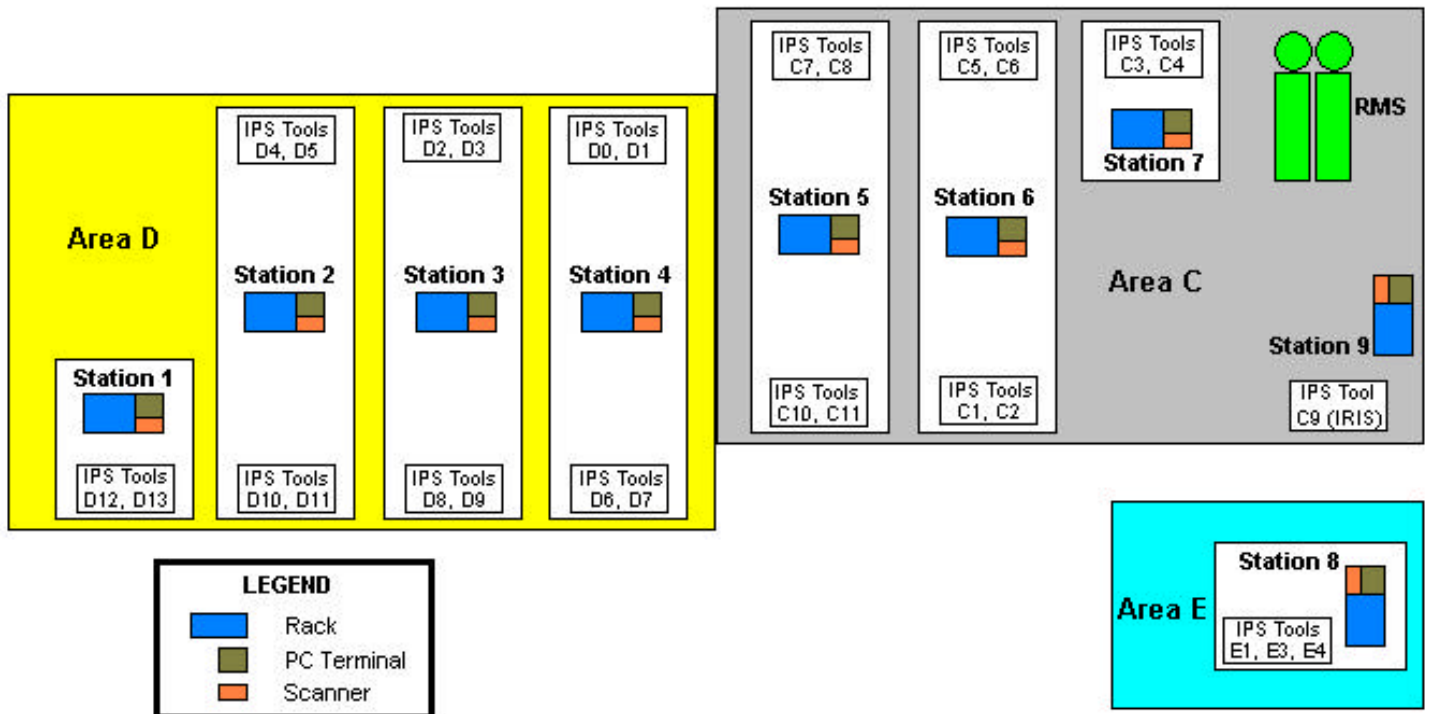 Area D
Station 1
IPS Tools
D12, D13
IPS Tools
D4, D5
Station 2
IPS Tools
D10, D11
IPS Tools
D2, D3
Station 3
IPS Tools
D8, D9
IPS Tools
D0, D1
Station 4
IPS Tools
D6, D7
IPS Tools
C7, C8
Station 5
IPS Tools
C10, C11
IPS Tools
C5, C6
Station 6
IPS Tools
C1, C2
IPS Tools
C3, C4
Station 7
RMS
Area C
Station 9
IPS Tool
C9 (IRIS)
Area E
Station 8
IPS Tools
E1, E3, E4
LEGEND
Rack
PC Terminal
Scanner